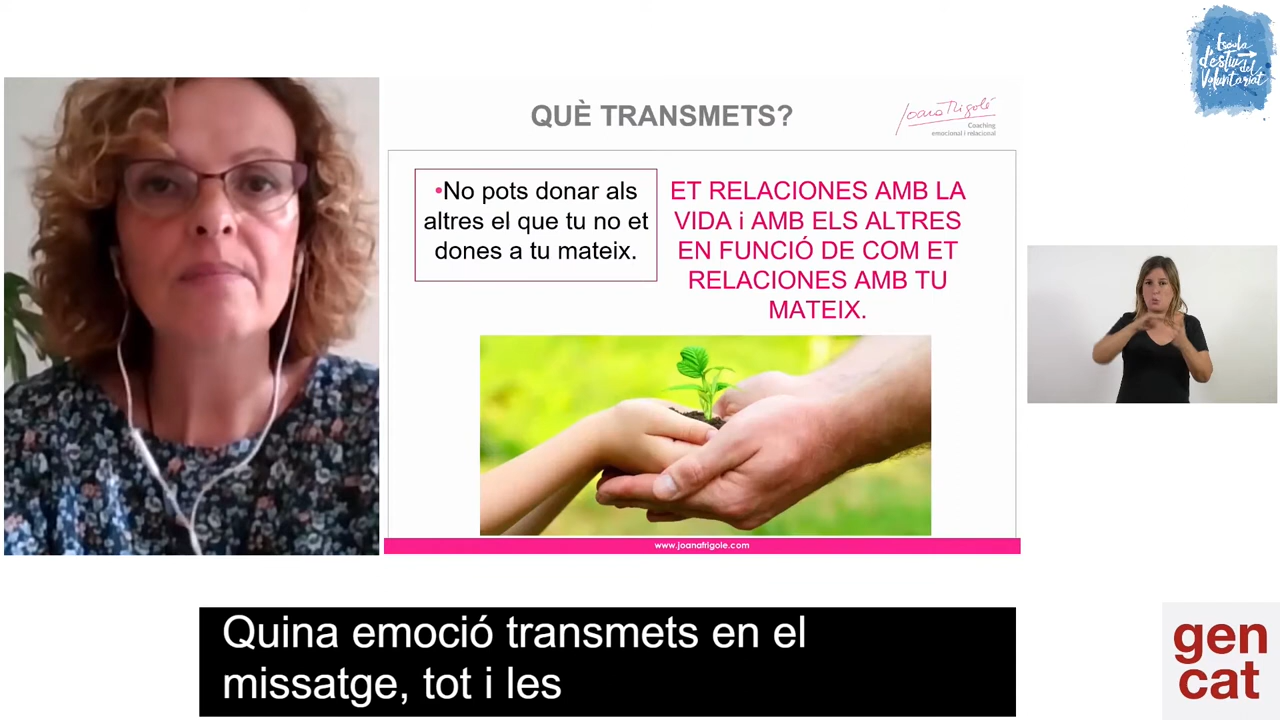 Escola
d'estiu del
Voluntariat
QUÈ TRANSMETS?
Joana Frigolé
Coaching
emocional i relacional
•No pots donar als
altres el que tu no et
dones a tu mateix.
ET RELACIONES AMB LA
VIDA i AMB ELS ALTRES
EN FUNCIÓ DE COM ET
RELACIONES AMB TU
MATEIX.
www.joanafrigole.com
Quina emoció transmets en el
missatge, tot i les
gen
cat